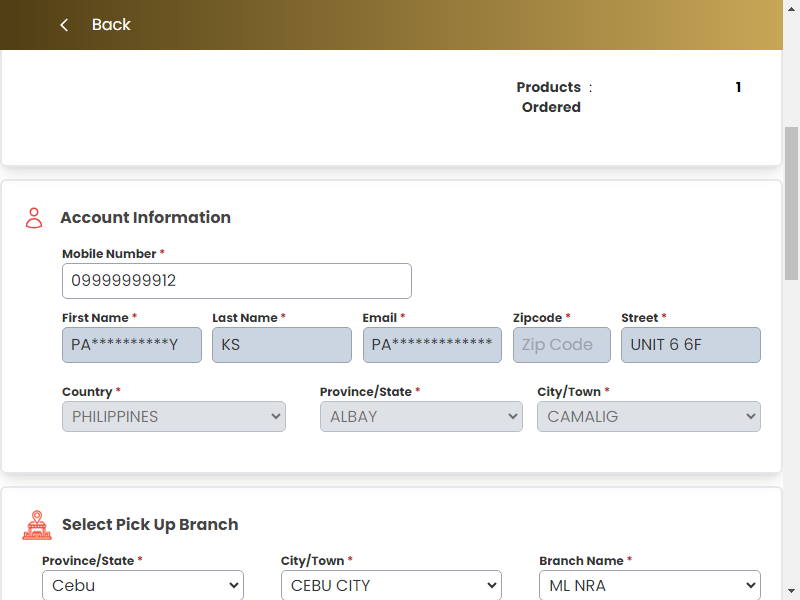 Back
Products : 1
Ordered
Account Information
Mobile Number *
09999999912
First Name * Last Name * Email * Zipcode * Street *
PA**********Y KS PA************* Zip Code UNIT 6 6F
Country * Province/State * City/Town *
PHILIPPINES ALBAY CAMALIG
Select Pick Up Branch
Province/State * City/Town * Branch Name *
Cebu CEBU CITY ML NRA